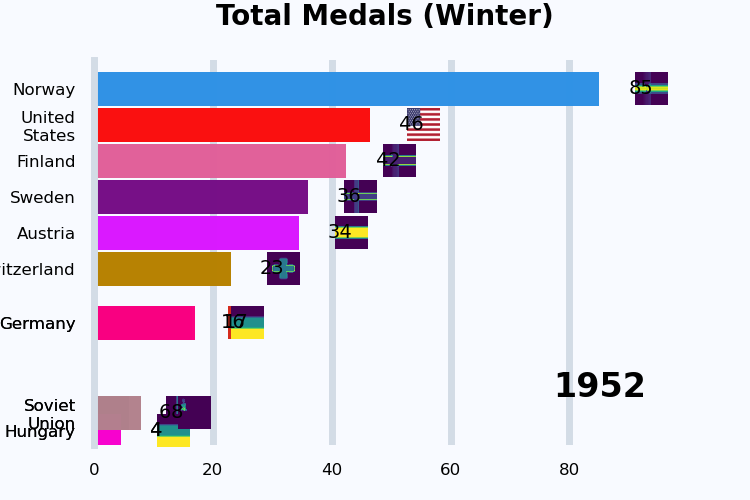 Total Medals (Winter)
Norway
85
United
States
46
Finland
42
Sweden
36
Austria
34
itzerland
23
Germany
1952
Soviet
Union
Hungary
4
0 20 40 60 80